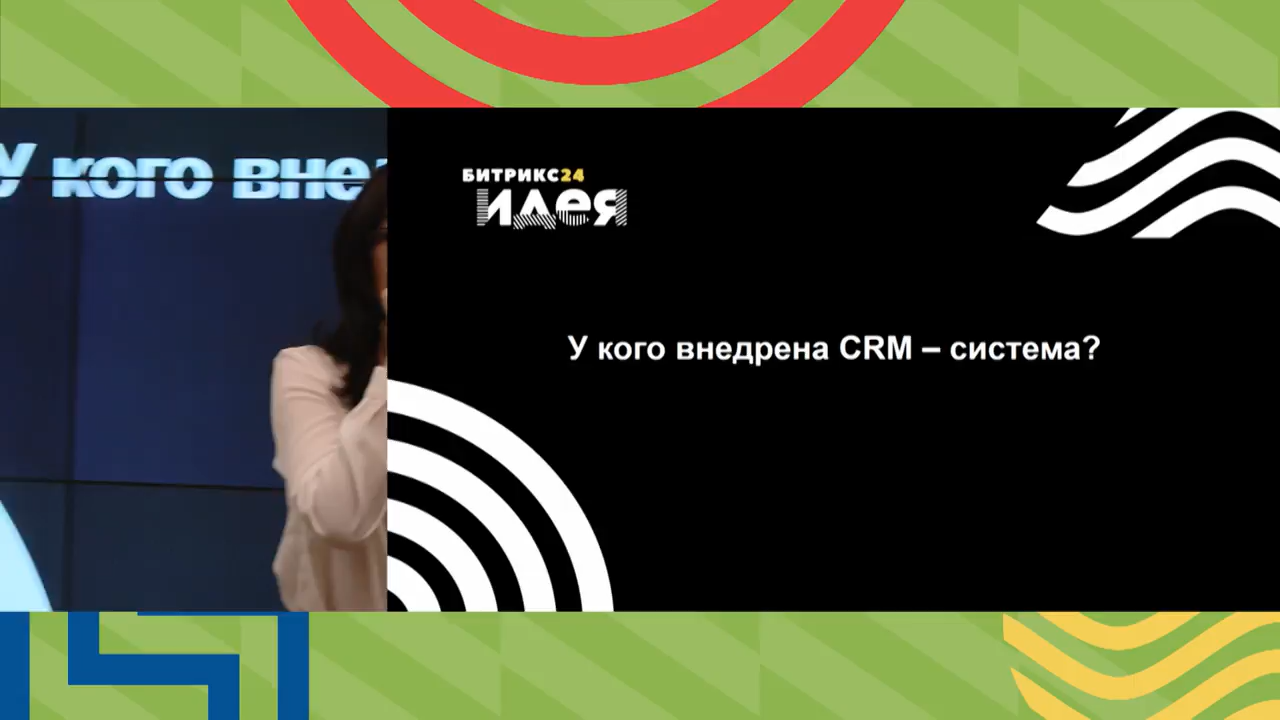 У кого вне
БИТРИКС24
идея
У кого внедрена CRM – система?